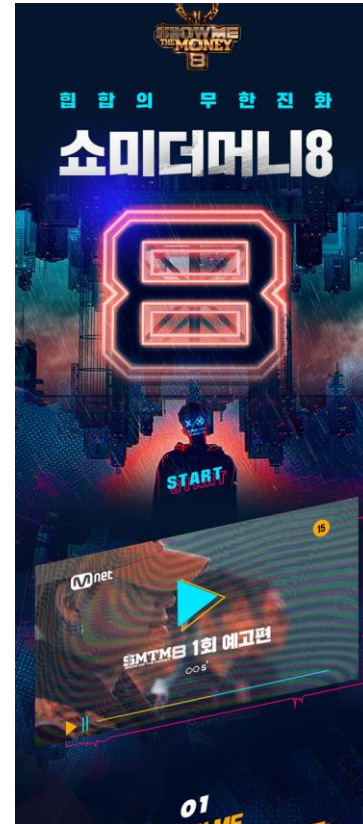 SHOW ME
THE MONEY
8
힙합의 무한진화
쇼미더머니8
8
START
15
Mnet
SMTM8 1회 예고편
01